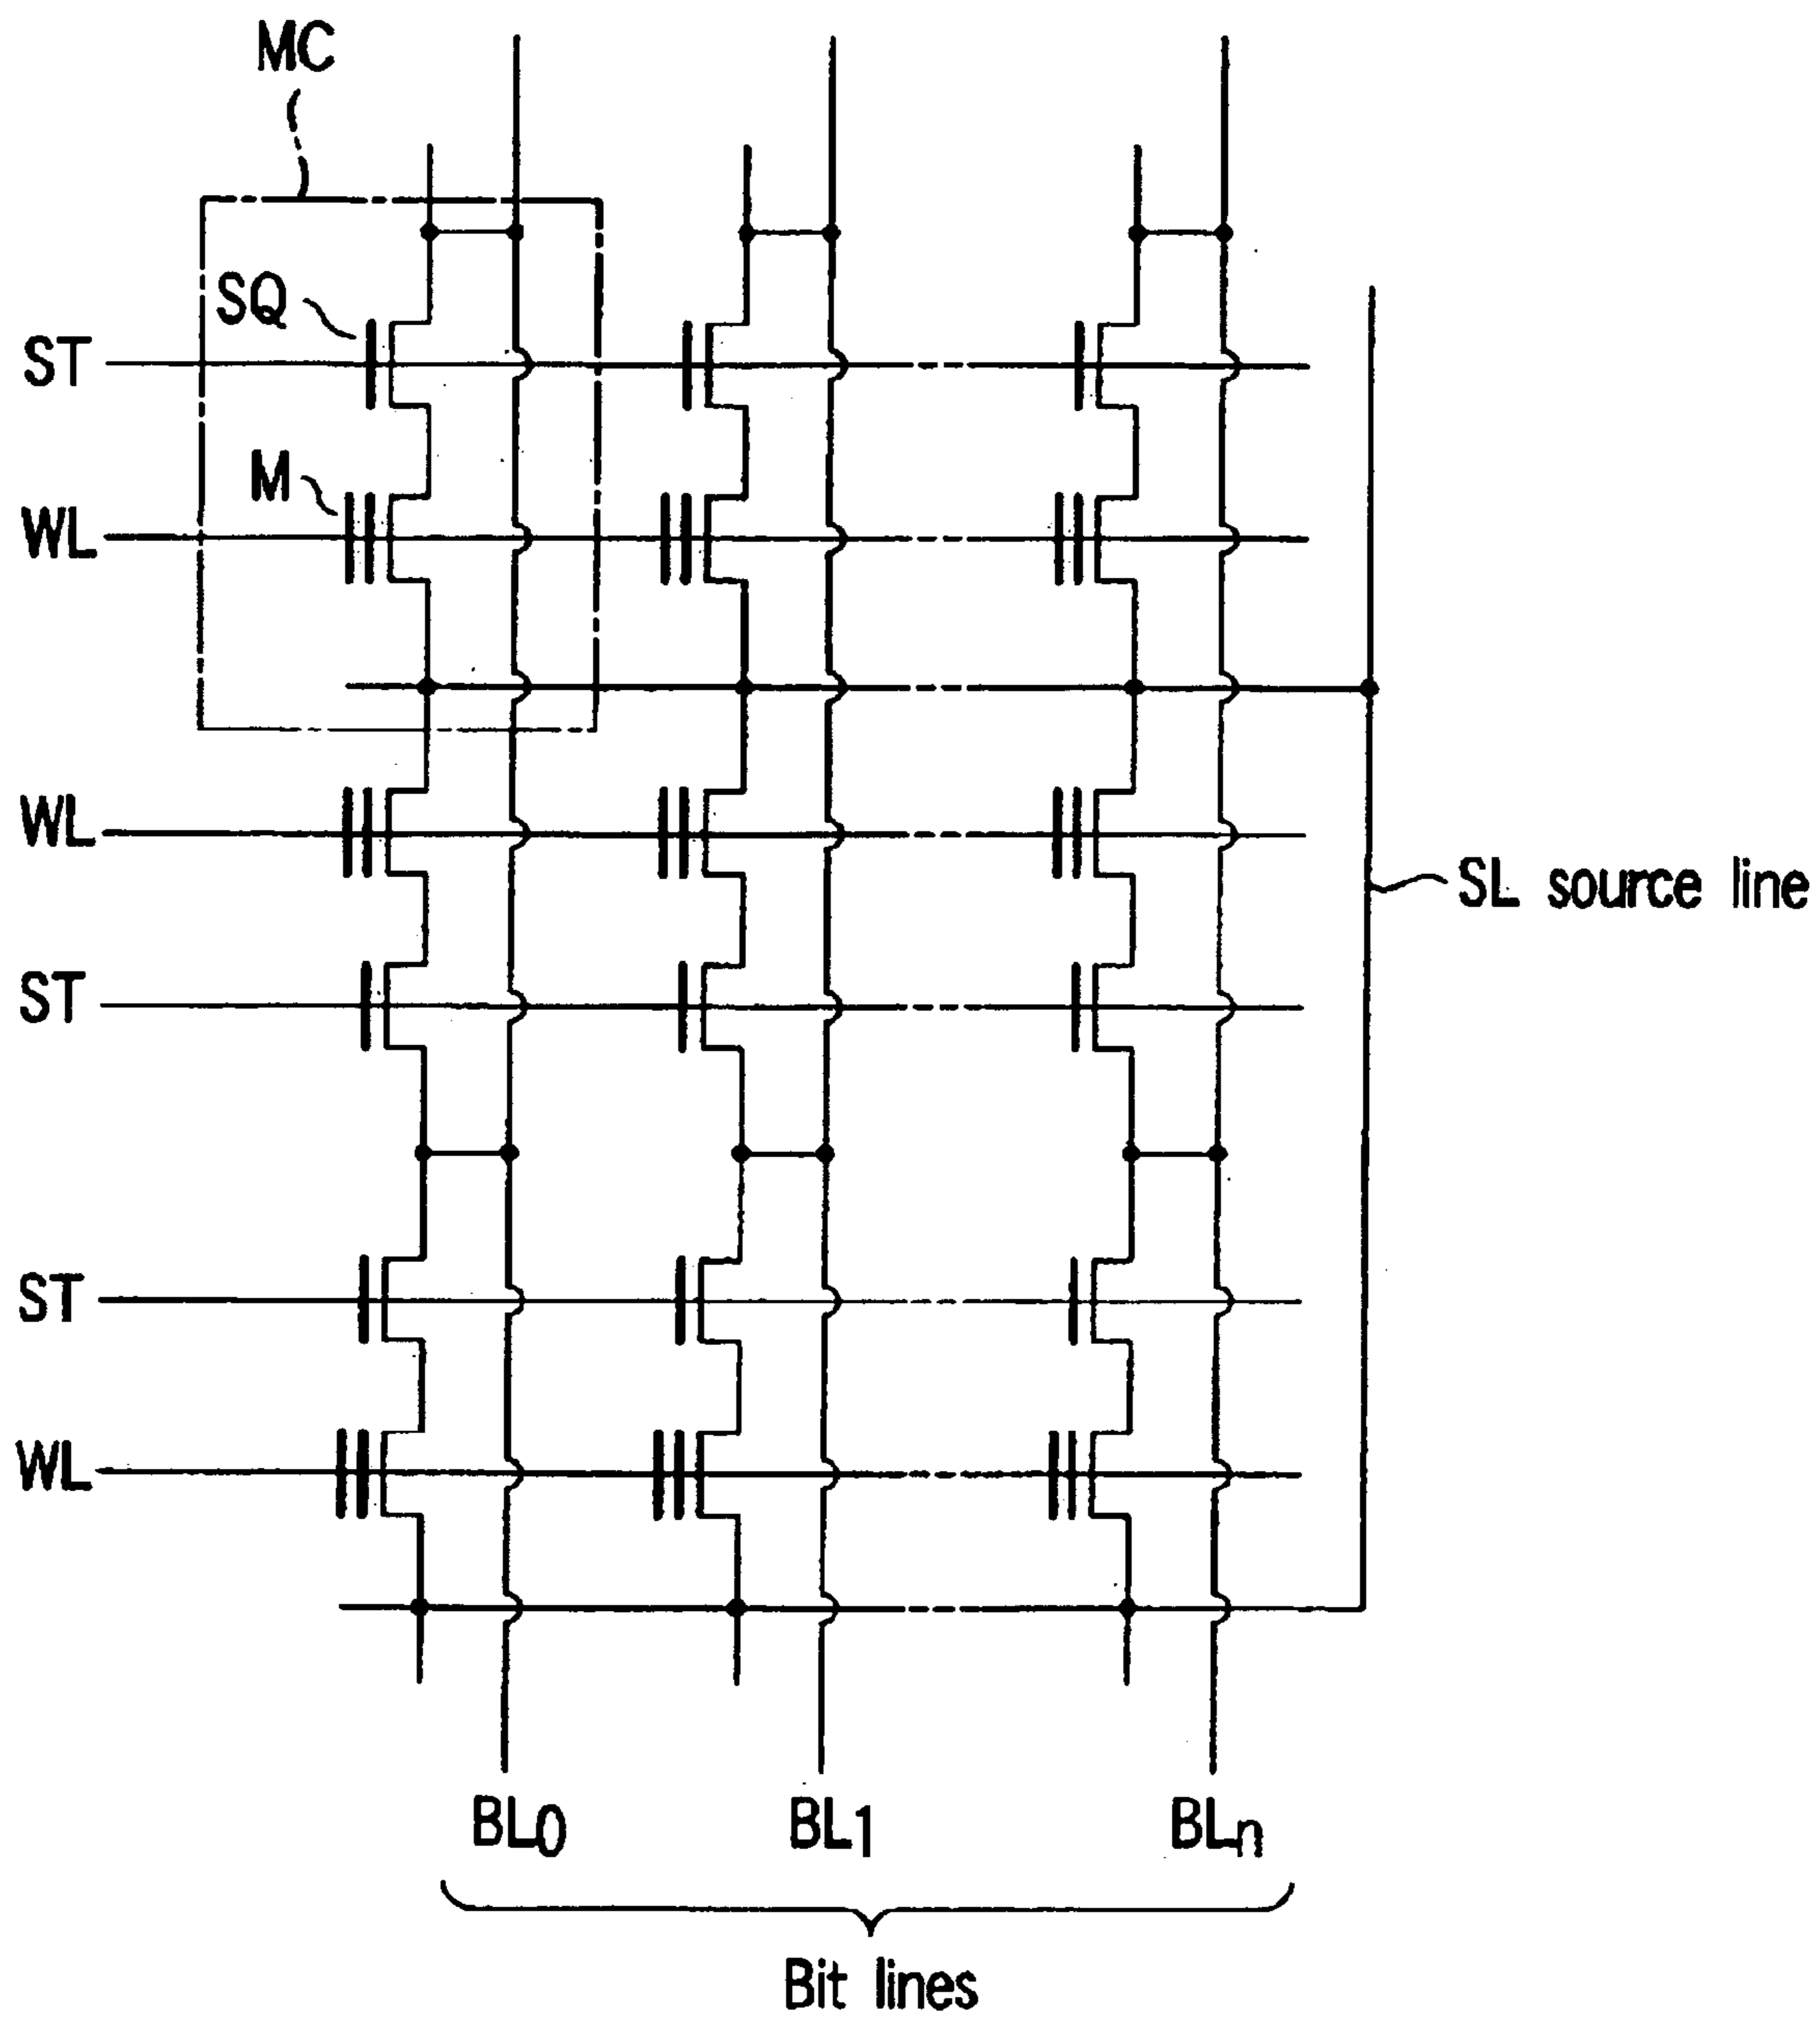 MC
SQ
ST
M
WL
WL
SL source line
ST
ST
WL
BL0
BL1
BLn
Bit lines